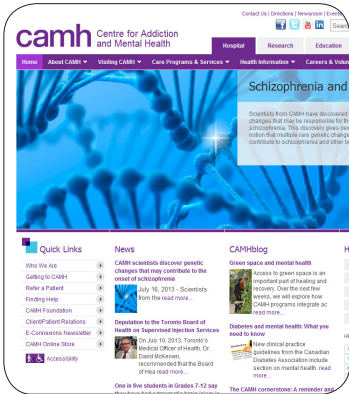 Contact Us | Directions | Newsroom | Events
camh Centre for Addiction
and Mental Health
Hospital Research Education
Home About CAMH Visiting CAMH Care Programs & Services Health Information Careers & Volun
Schizophrenia and
Scientists from CAMH have discovered
changes that may be responsible for th
schizophrenia. This discovery gives new
notion that multiple rare genetic change
contribute to schizophrenia and other b
Quick Links
Who We Are
Getting to CAMH
Refer a Patient
Finding Help
CAMH Foundation
Client/Patient Relations
E-Connexions Newsletter
CAMH Online Store
Accessibility
News
CAMH scientists discover genetic
changes that may contribute to the
onset of schizophrenia
July 16, 2013 - Scientists
from the read more...
Deputation to the Toronto Board of
Health on Supervised Injection Services
On July 10, 2013, Toronto's
Medical Officer of Health, Dr
David McKeown,
recommended that the Board
of Hea read more...
One in five students in Grades 7-12 say
CAMHblog
Green space and mental health
Access to green space is an
important part of healing and
recovery. Over the next few
weeks, we will explore how
CAMH programs integrate ac
read more...
Diabetes and mental health: What you
need to know
New clinical practice
guidelines from the Canadian
Diabetes Association include
section on mental health. read
more...
The CAMH cornerstone: A reminder and